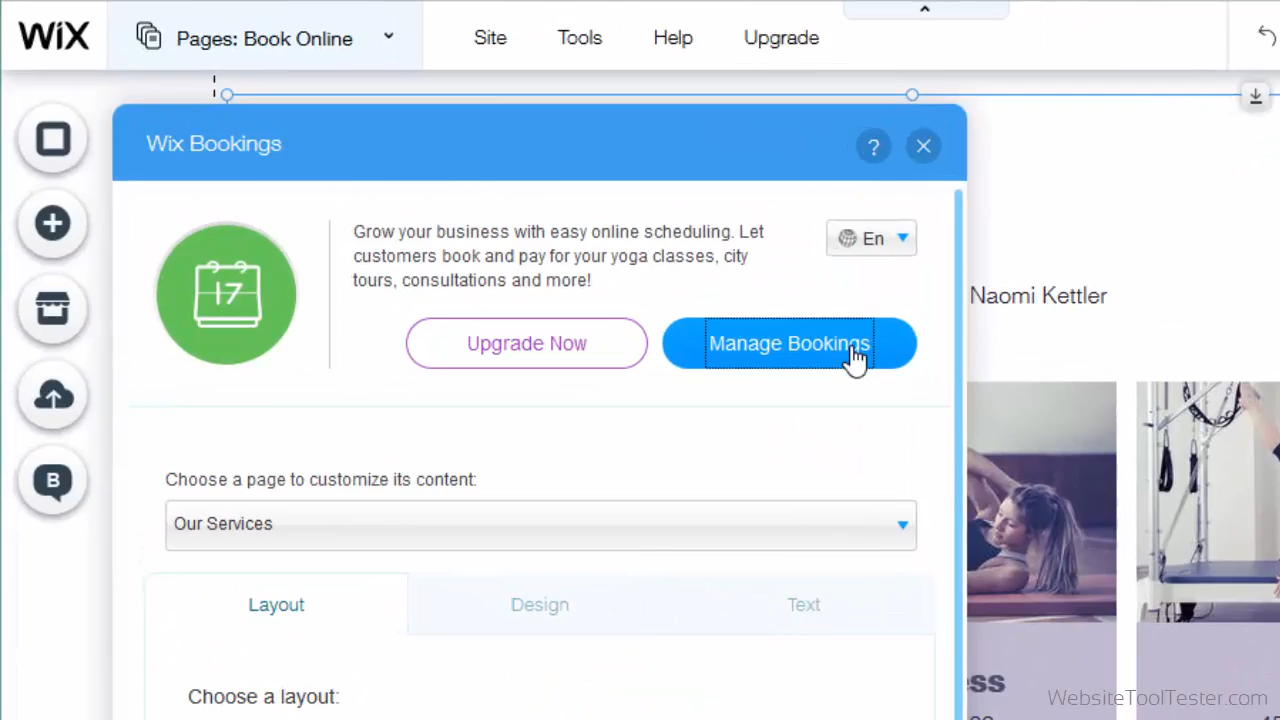 WiX
Pages: Book Online
Site
Tools
Help
Upgrade
Wix Bookings
?
Grow your business with easy online scheduling. Let
customers book and pay for your yoga classes, city
tours, consultations and more!
En
17
Upgrade Now
Manage Bookings
Naomi Kettler
B
Choose a page to customize its content:
Our Services
Layout
Design
Text
Choose a layout:
ess
WebsiteToolTester.com